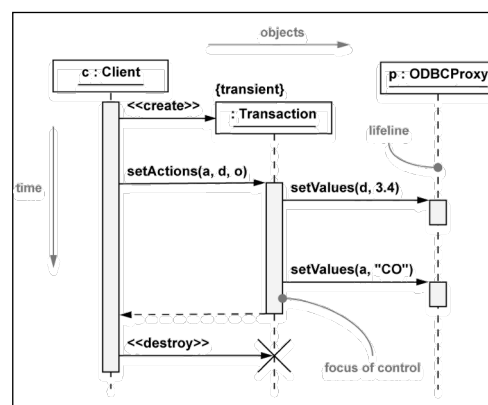 objects
c : Client
p : ODBCProxy
{transient}
<<create>>
: Transaction
lifeline
setActions(a, d, o)
time
setValues(d, 3.4)
setValues(a, "CO")
<<destroy>>
focus of control